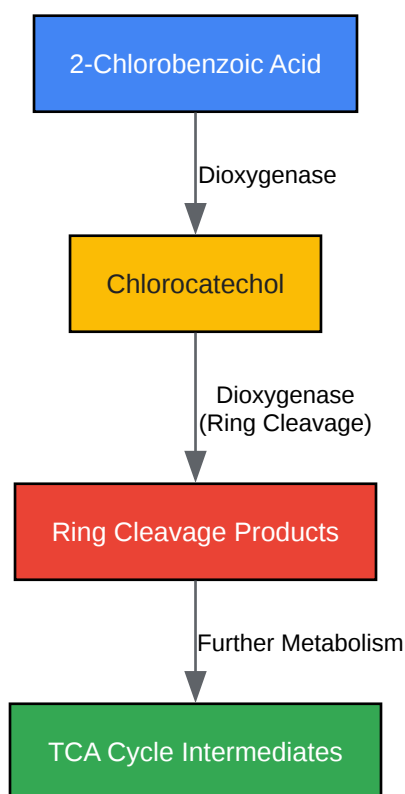 2-Chlorobenzoic Acid
Dioxygenase
Chlorocatechol
Dioxygenase
(Ring Cleavage)
Ring Cleavage Products
Further Metabolism
TCA Cycle Intermediates